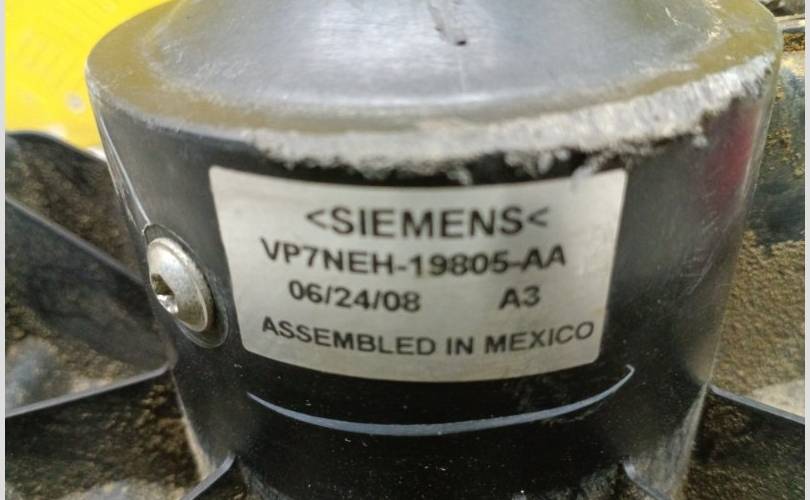 <SIEMENS<
VP7NEH-19805-AA
06/24/08 A3
ASSEMBLED IN MEXICO